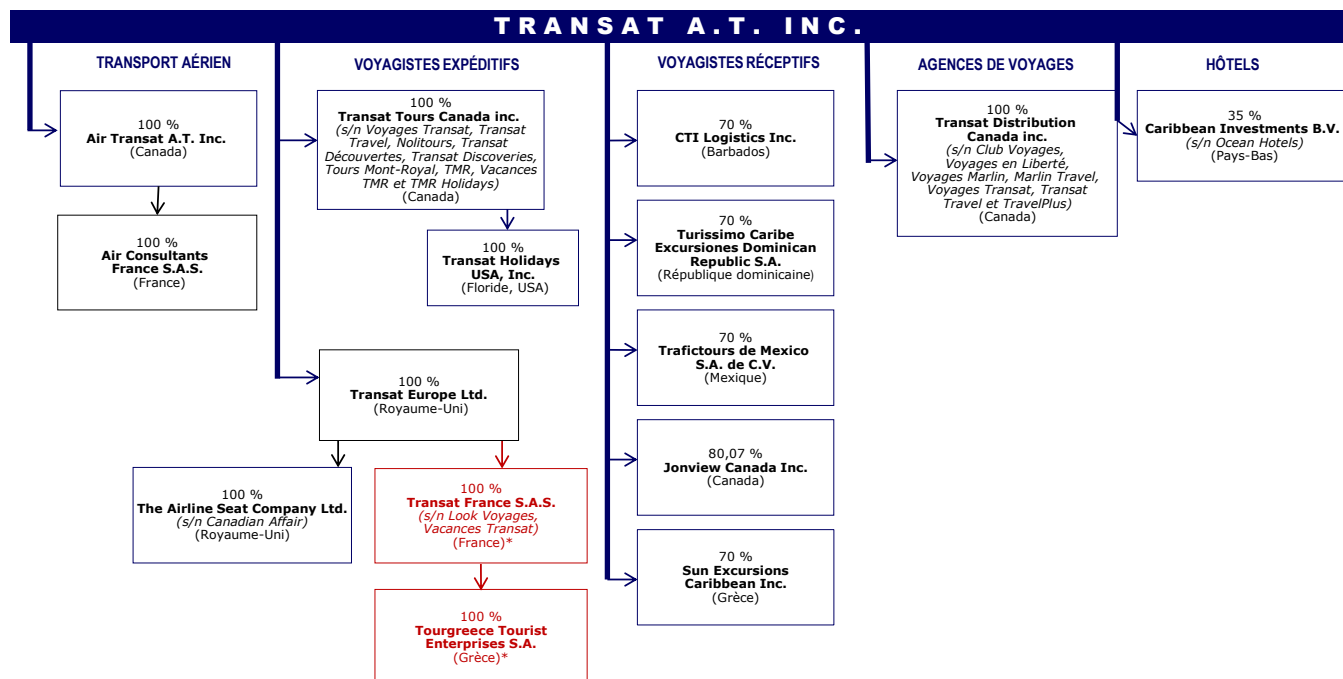 TRANSAT A.T. INC.
TRANSPORT AÉRIEN
100 %
Air Transat A.T. Inc.
(Canada)
100 %
Air Consultants
France S.A.S.
(France)
VOYAGISTES EXPÉDITIFS
100 %
Transat Tours Canada inc.
(s/n Voyages Transat, Transat
Travel, Nolitours, Transat
Découvertes, Transat Discoveries,
Tours Mont-Royal, TMR, Vacances
TMR et TMR Holidays)
(Canada)
100 %
Transat Holidays
USA, Inc.
(Floride, USA)
100 %
Transat Europe Ltd.
(Royaume-Uni)
100 %
The Airline Seat Company Ltd.
(s/n Canadian Affair)
(Royaume-Uni)
100 %
Transat France S.A.S.
(s/n Look Voyages,
Vacances Transat)
(France)*
100 %
Tourgreece Tourist
Enterprises S.A.
(Grèce)*
VOYAGISTES RÉCEPTIFS
70 %
CTI Logistics Inc.
(Barbados)
70 %
Turissimo Caribe
Excursiones Dominican
Republic S.A.
(République dominicaine)
70 %
Trafictours de Mexico
S.A. de C.V.
(Mexique)
80,07 %
Jonview Canada Inc.
(Canada)
70 %
Sun Excursions
Caribbean Inc.
(Grèce)
AGENCES DE VOYAGES
100 %
Transat Distribution
Canada inc.
(s/n Club Voyages,
Voyages en Liberté,
Voyages Marlin, Marlin Travel,
Voyages Transat, Transat
Travel et TravelPlus)
(Canada)
HÔTELS
35 %
Caribbean Investments B.V.
(s/n Ocean Hotels)
(Pays-Bas)